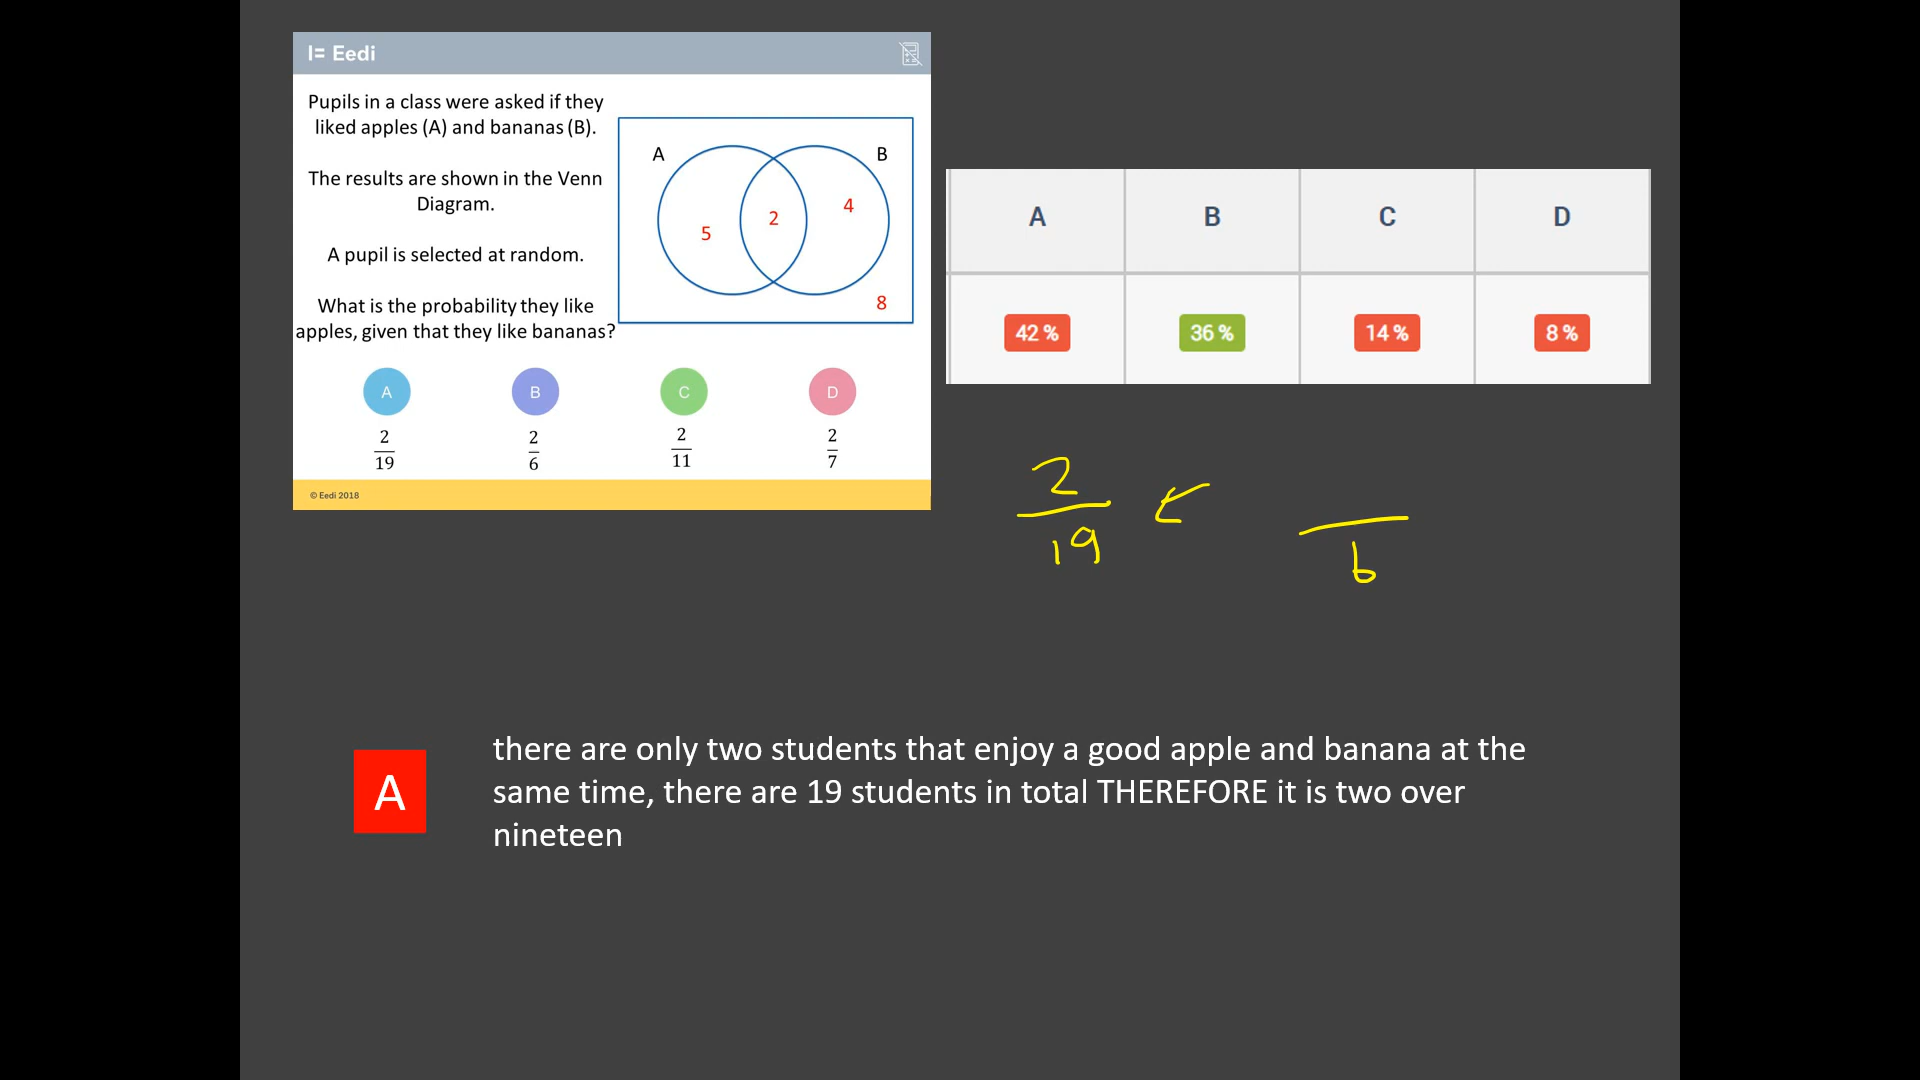 Eedi
Pupils in a class were asked if they
liked apples (A) and bananas (B).
The results are shown in the Venn
Diagram.
A pupil is selected at random.
What is the probability they like
apples, given that they like bananas?
A
B
5
2
4
8
A B C D
2/19 2/6 2/11 2/7
© Eedi 2018
A B C D
42 % 36 % 14 % 8 %
2
19
6
A
there are only two students that enjoy a good apple and banana at the
same time, there are 19 students in total THEREFORE it is two over
nineteen